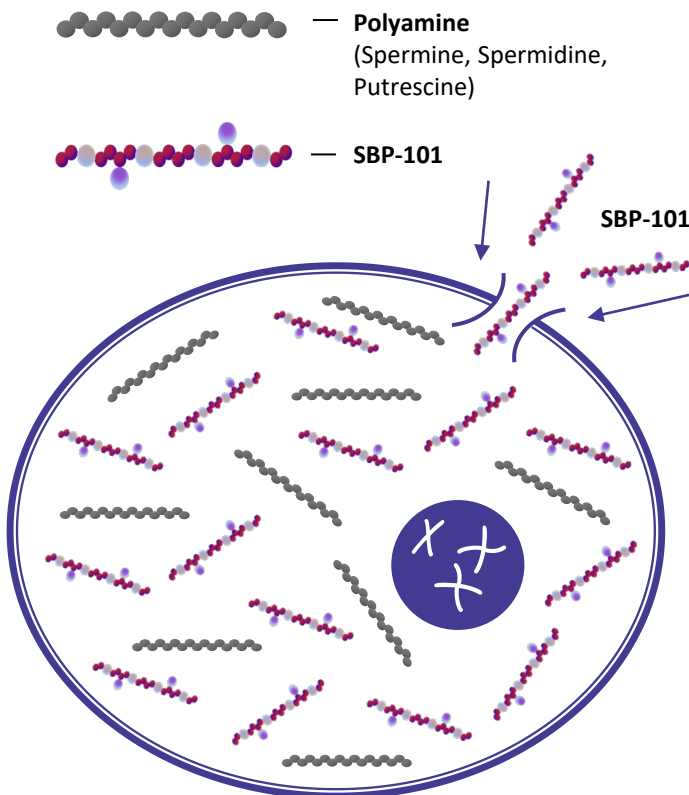 Polyamine
(Spermine, Spermidine,
Putrescine)
SBP-101
SBP-101